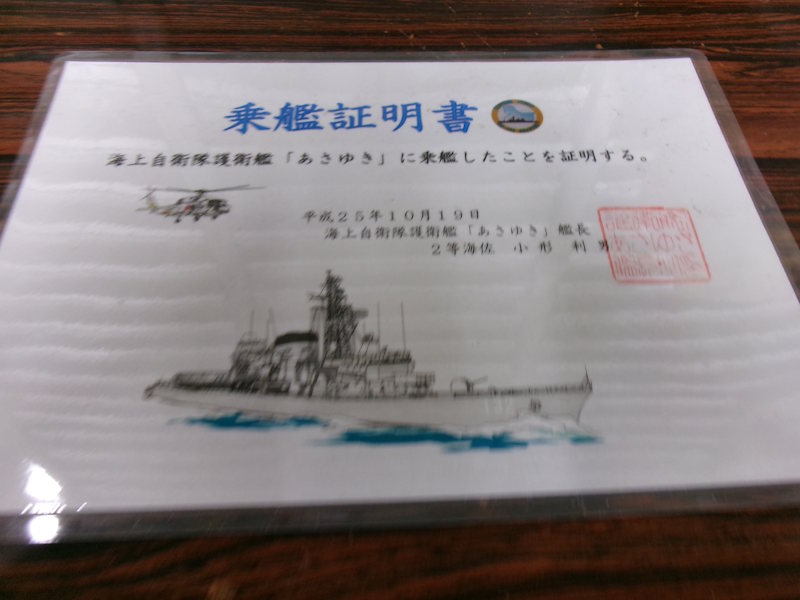 乗艦証明書
海上自衛隊護衛艦「あさゆき」に乗艦したことを証明する。
平成25年10月19日
海上自衛隊護衛艦「あさゆき」艦長
2等海佐 小形 利男